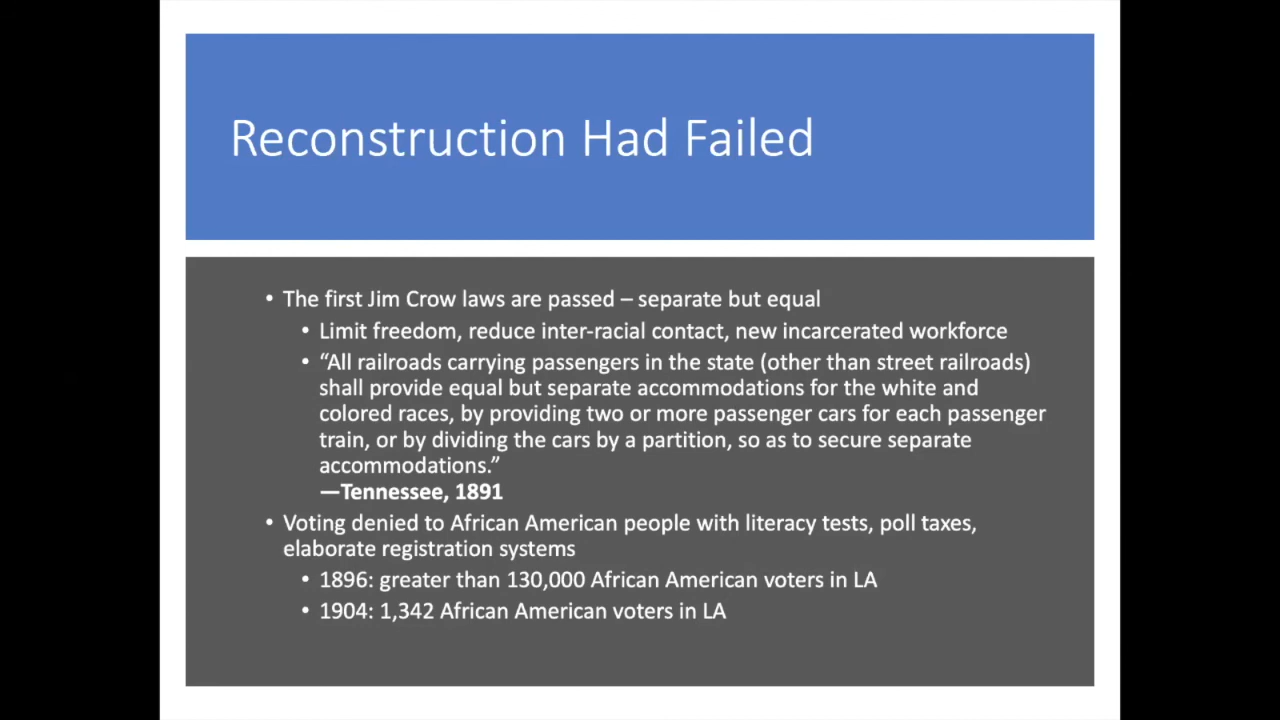 Reconstruction Had Failed
• The first Jim Crow laws are passed – separate but equal
• Limit freedom, reduce inter-racial contact, new incarcerated workforce
• “All railroads carrying passengers in the state (other than street railroads)
shall provide equal but separate accommodations for the white and
colored races, by providing two or more passenger cars for each passenger
train, or by dividing the cars by a partition, so as to secure separate
accommodations.”
—Tennessee, 1891
• Voting denied to African American people with literacy tests, poll taxes,
elaborate registration systems
• 1896: greater than 130,000 African American voters in LA
• 1904: 1,342 African American voters in LA